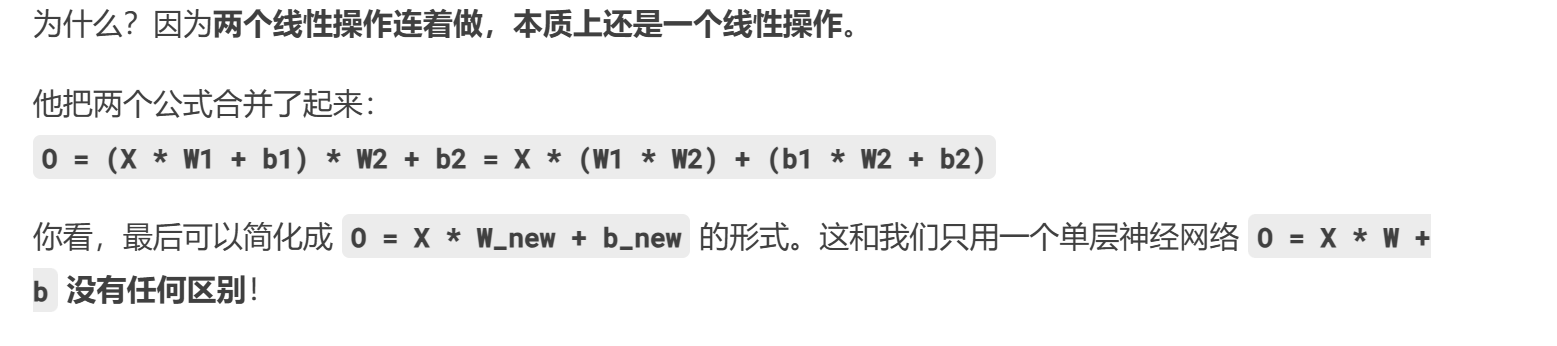 为什么？因为两个线性操作连着做，本质上还是一个线性操作。
他把两个公式合并了起来：
O = (X * W1 + b1) * W2 + b2 = X * (W1 * W2) + (b1 * W2 + b2)
你看，最后可以简化成 O = X * W_new + b_new 的形式。这和我们只用一个单层神经网络 O = X * W +
b 没有任何区别！